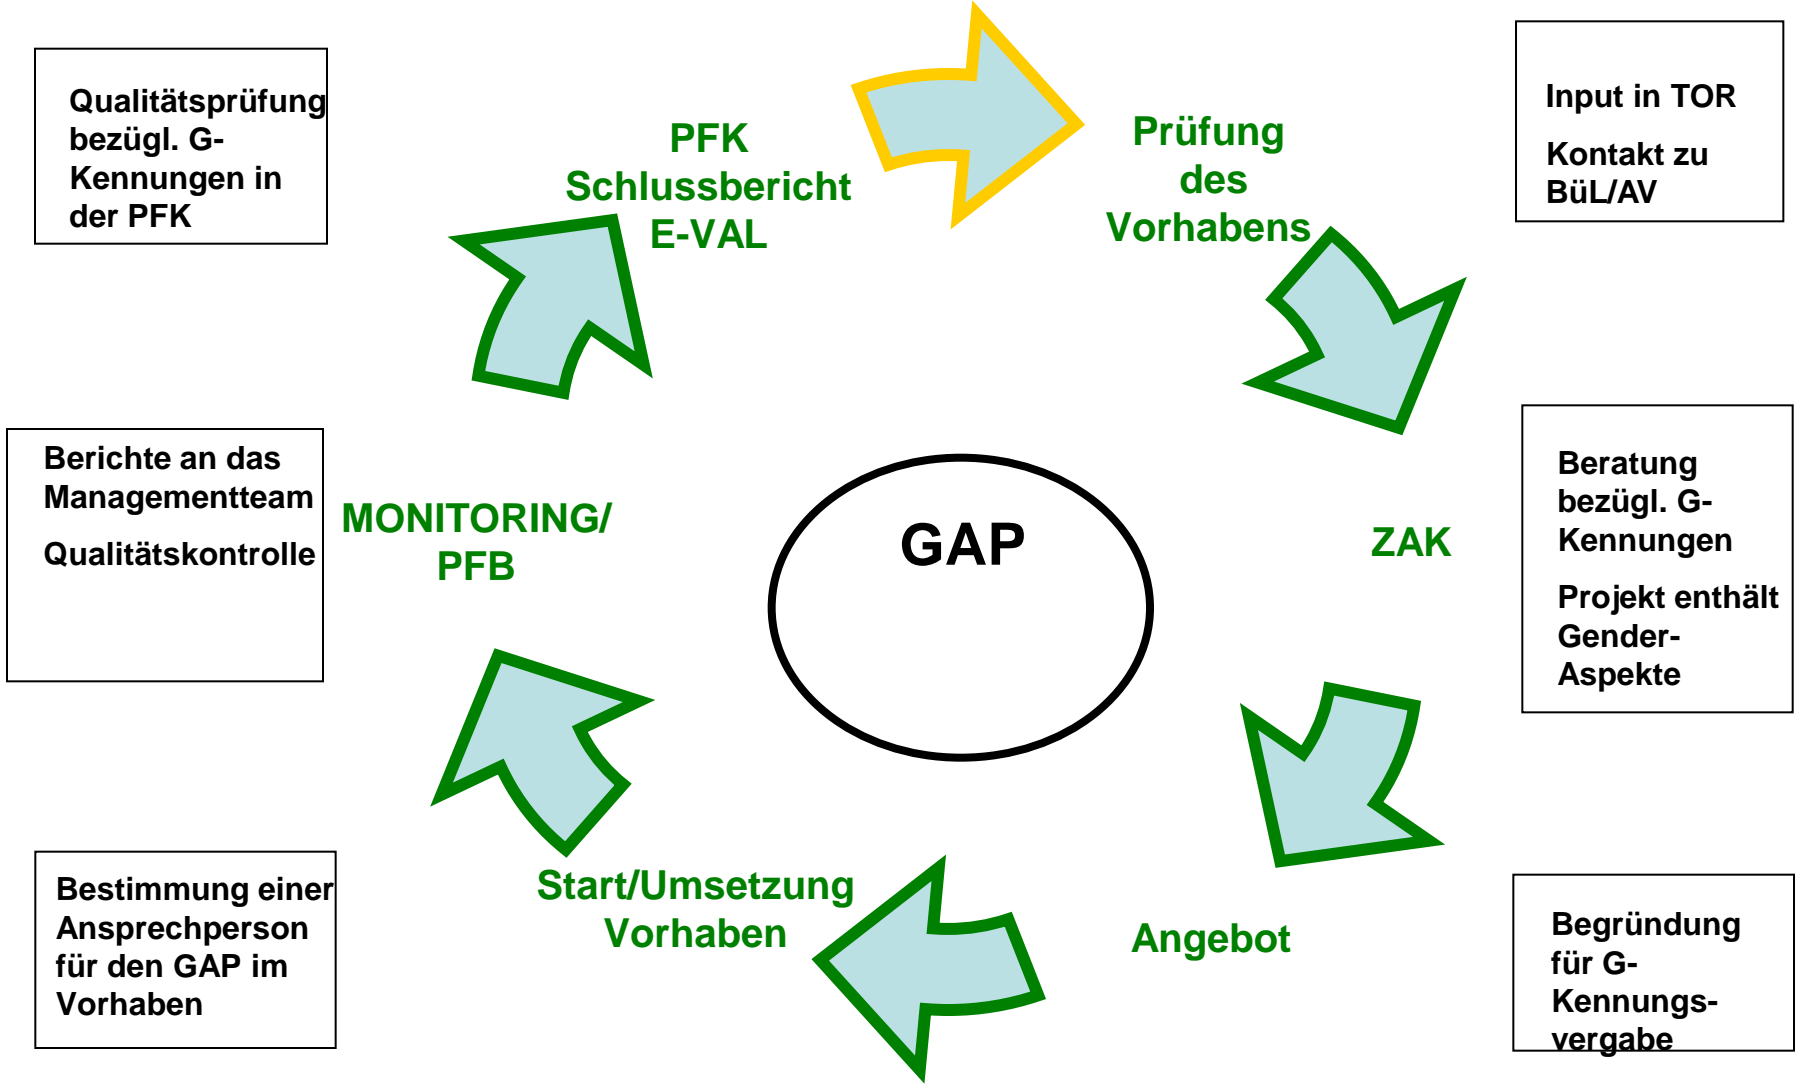 Qualitätsprüfung
bezügl. G-
Kennungen in
der PFK
PFK
Schlussbericht
E-VAL
Prüfung
des
Vorhabens
Input in TOR
Kontakt zu
BüL/AV
Berichte an das
Managementteam
Qualitätskontrolle
MONITORING/
PFB
GAP
ZAK
Beratung
bezügl. G-
Kennungen
Projekt enthält
Gender-
Aspekte
Bestimmung einer
Ansprechperson
für den GAP im
Vorhaben
Start/Umsetzung
Vorhaben
Angebot
Begründung
für G-
Kennungs-
vergabe